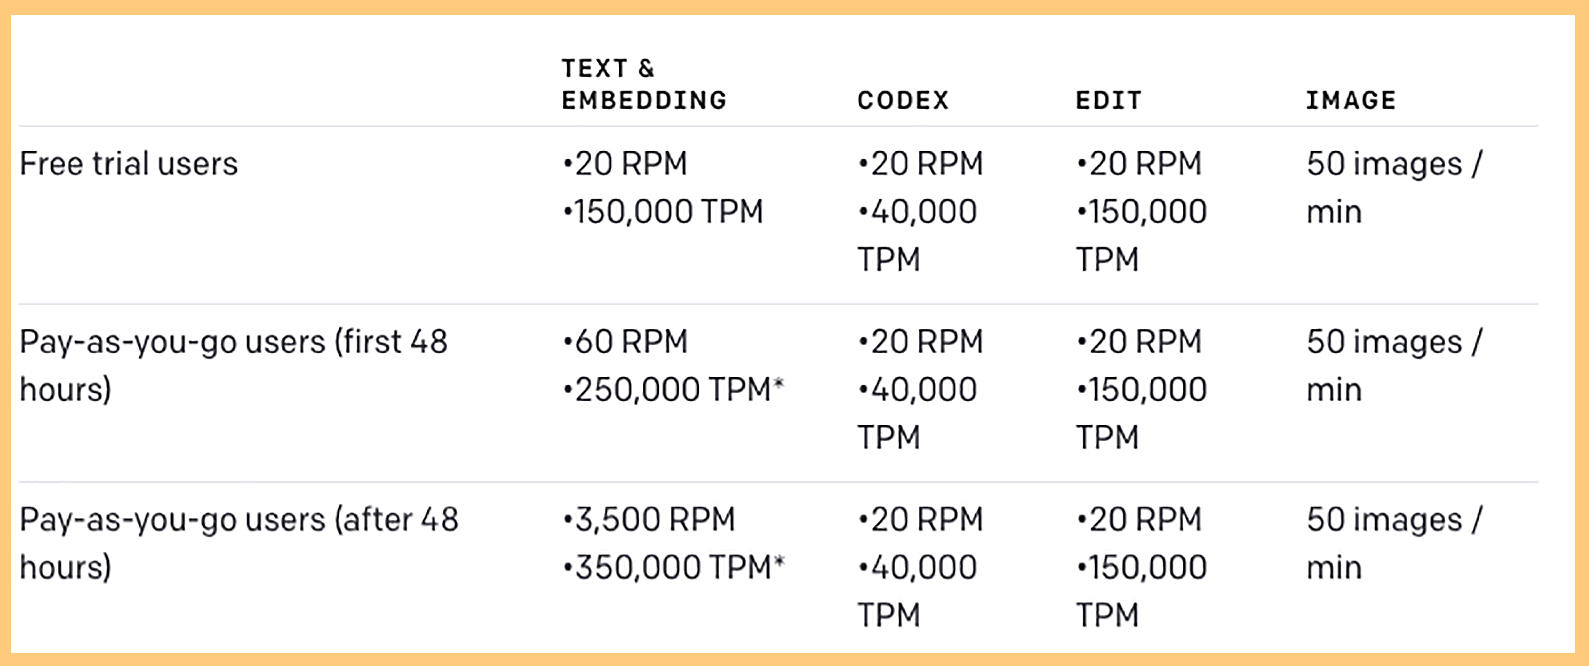 TEXT &
EMBEDDING CODEX EDIT IMAGE
Free trial users •20 RPM •20 RPM •20 RPM 50 images /
•150,000 TPM •40,000 •150,000 min
TPM TPM
Pay-as-you-go users (first 48 •60 RPM •20 RPM •20 RPM 50 images /
hours) •250,000 TPM* •40,000 •150,000 min
TPM TPM
Pay-as-you-go users (after 48 •3,500 RPM •20 RPM •20 RPM 50 images /
hours) •350,000 TPM* •40,000 •150,000 min
TPM TPM